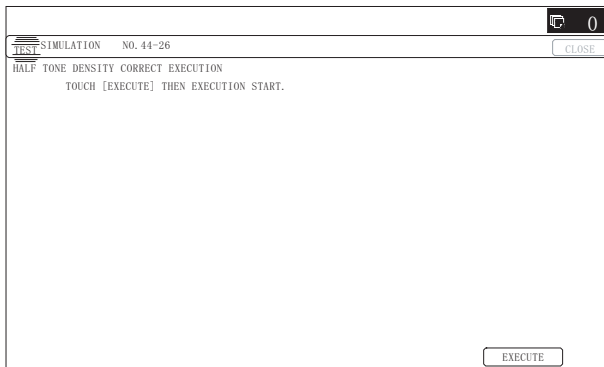 0
TEST SIMULATION NO.44-26 CLOSE
HALF TONE DENSITY CORRECT EXECUTION
TOUCH [EXECUTE] THEN EXECUTION START.
EXECUTE